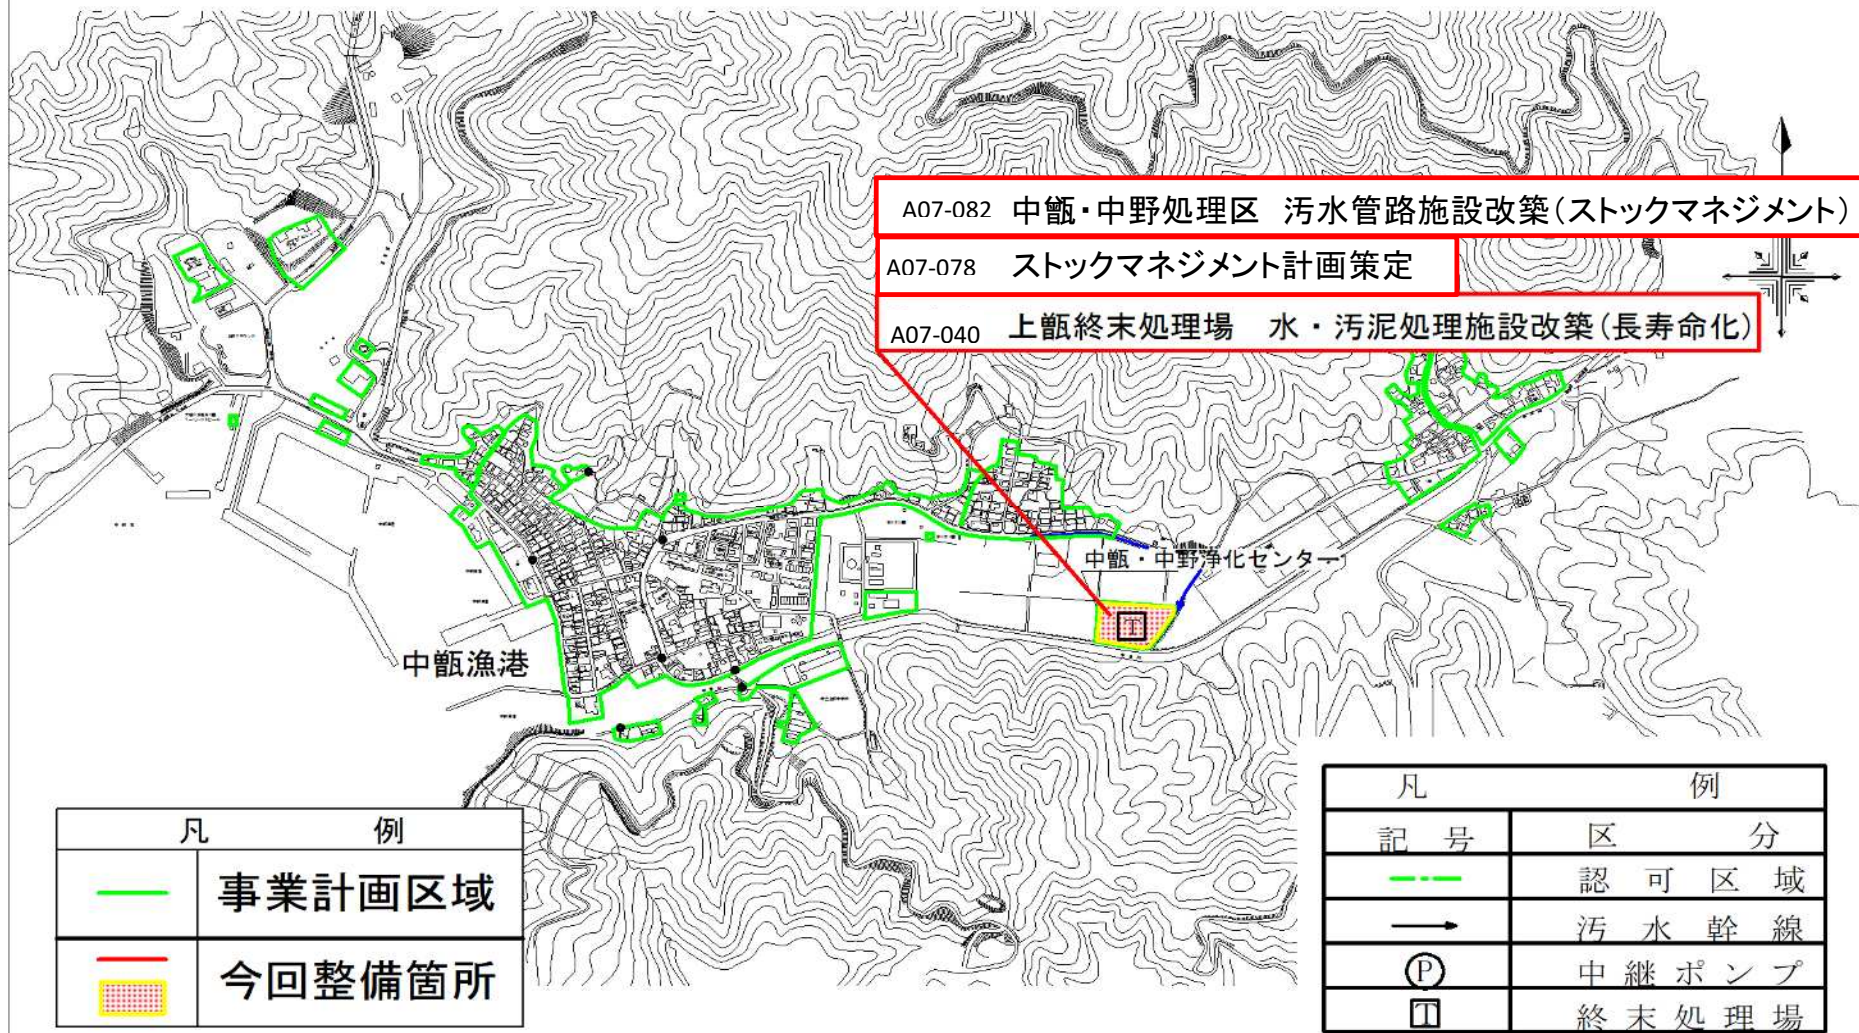 A07-082 中甑・中野処理区 汚水管路施設改築(ストックマネジメント)
A07-078 ストックマネジメント計画策定
A07-040 上甑終末処理場 水・汚泥処理施設改築(長寿命化)
中甑・中野浄化センター
T
中甑漁港
凡例
事業計画区域
今回整備箇所
凡例
記号 区分
認可区域
汚水幹線
P 中継ポンプ
T 終末処理場